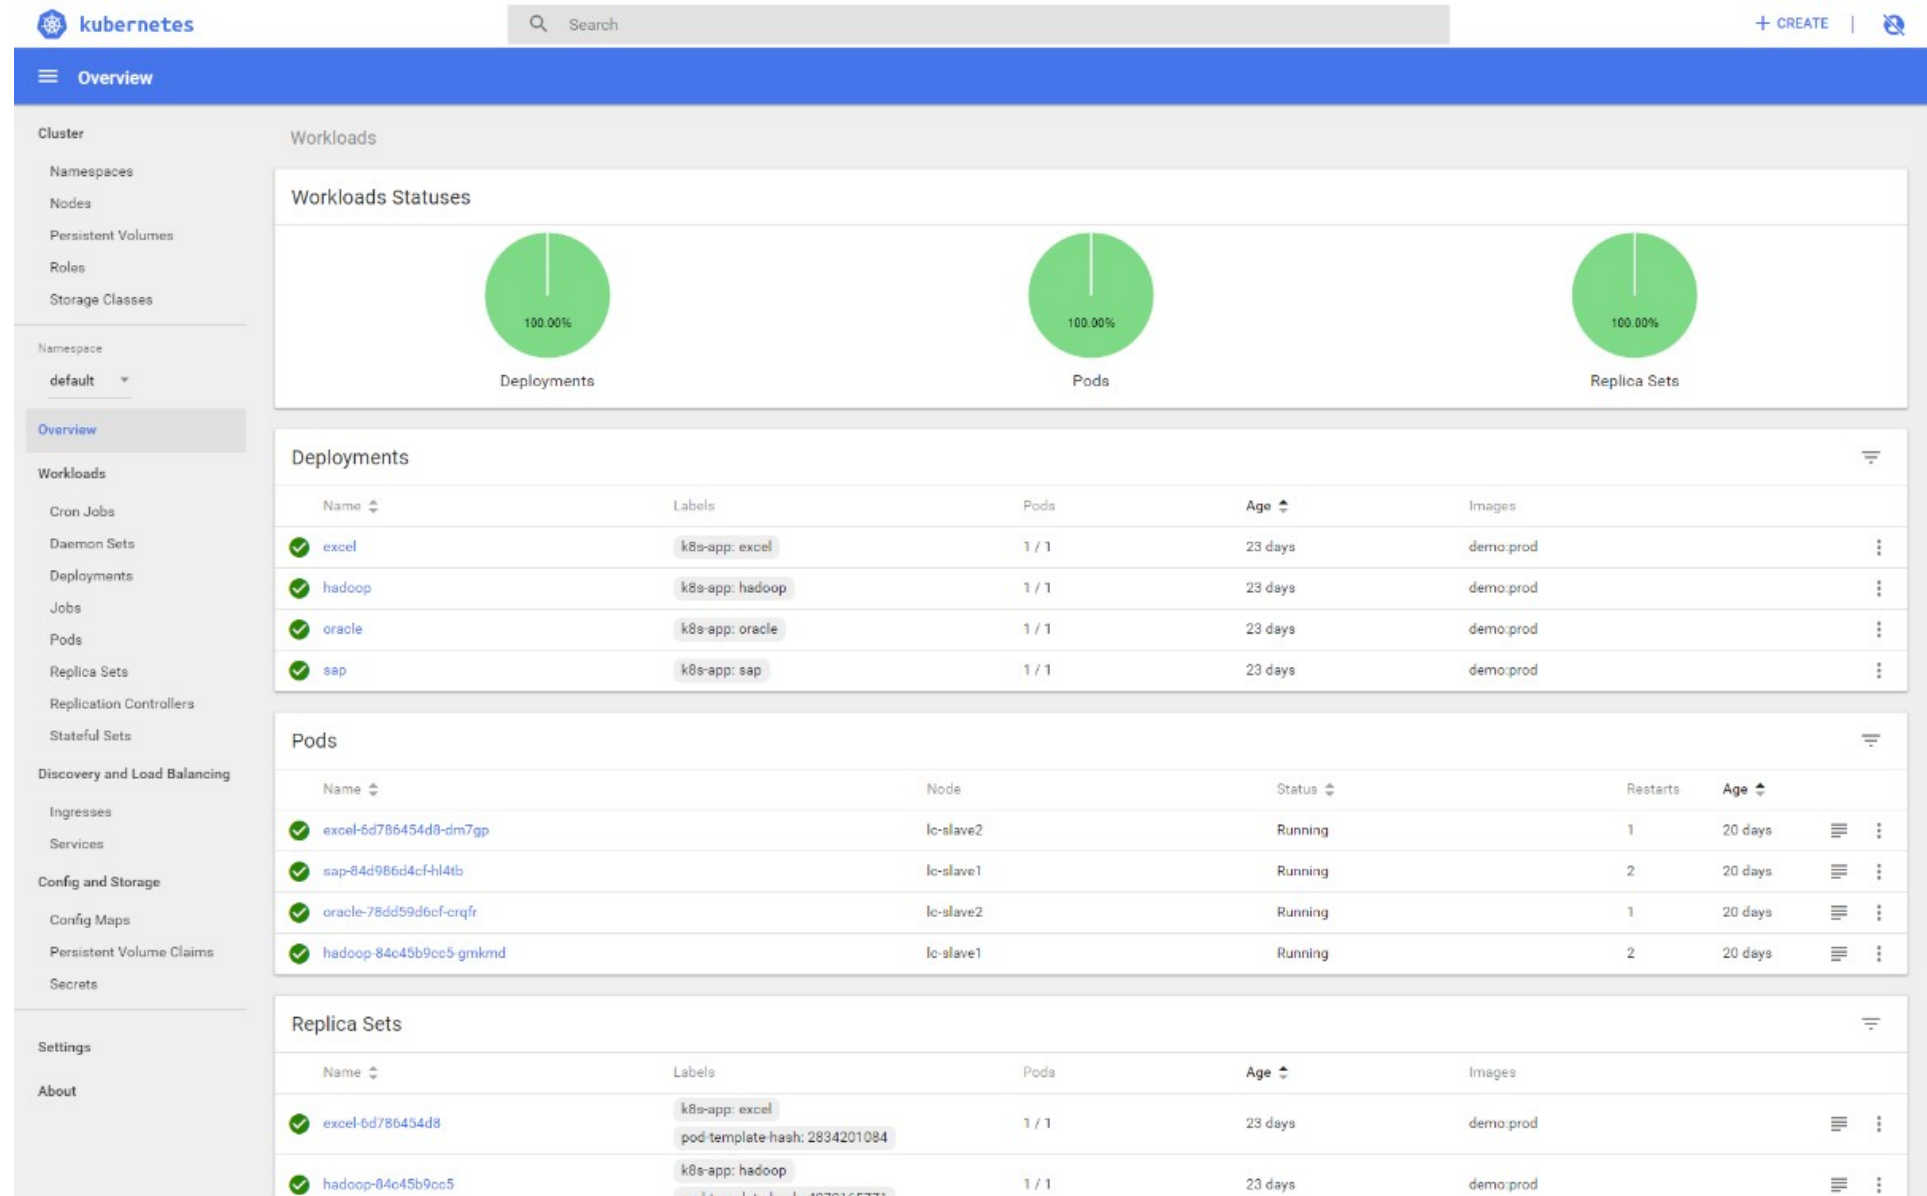 kubernetes
Search
+ CREATE |
Overview
Cluster
Namespaces
Nodes
Persistent Volumes
Roles
Storage Classes
Namespace
default
Overview
Workloads
Cron Jobs
Daemon Sets
Deployments
Jobs
Pods
Replica Sets
Replication Controllers
Stateful Sets
Discovery and Load Balancing
Ingresses
Services
Config and Storage
Config Maps
Persistent Volume Claims
Secrets
Settings
About
Workloads
Workloads Statuses
100.00% 100.00% 100.00%
Deployments Pods Replica Sets
Deployments
Name Labels Pods Age Images
excel k8s-app: excel 1 / 1 23 days demo:prod
hadoop k8s-app: hadoop 1 / 1 23 days demo:prod
oracle k8s-app: oracle 1 / 1 23 days demo:prod
sap k8s-app: sap 1 / 1 23 days demo:prod
Pods
Name Node Status Restarts Age
excel-6d786454d8-dm7gp lc-slave2 Running 1 20 days
sap-84d986d4cf-hl4tb lc-slave1 Running 2 20 days
oracle-78dd59d6cf-crqfr lc-slave2 Running 1 20 days
hadoop-84c45b9cc5-gmkmd lc-slave1 Running 2 20 days
Replica Sets
Name Labels Pods Age Images
k8s-app: excel
excel-6d786454d8 1 / 1 23 days demo:prod
pod-template-hash: 2834201084
k8s-app: hadoop
hadoop-84c45b9cc5 1 / 1 23 days demo:prod